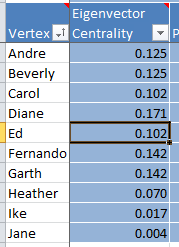 Eigenvector
Vertex Centrality P
Andre 0.125
Beverly 0.125
Carol 0.102
Diane 0.171
Ed 0.102
Fernando 0.142
Garth 0.142
Heather 0.070
Ike 0.017
Jane 0.004